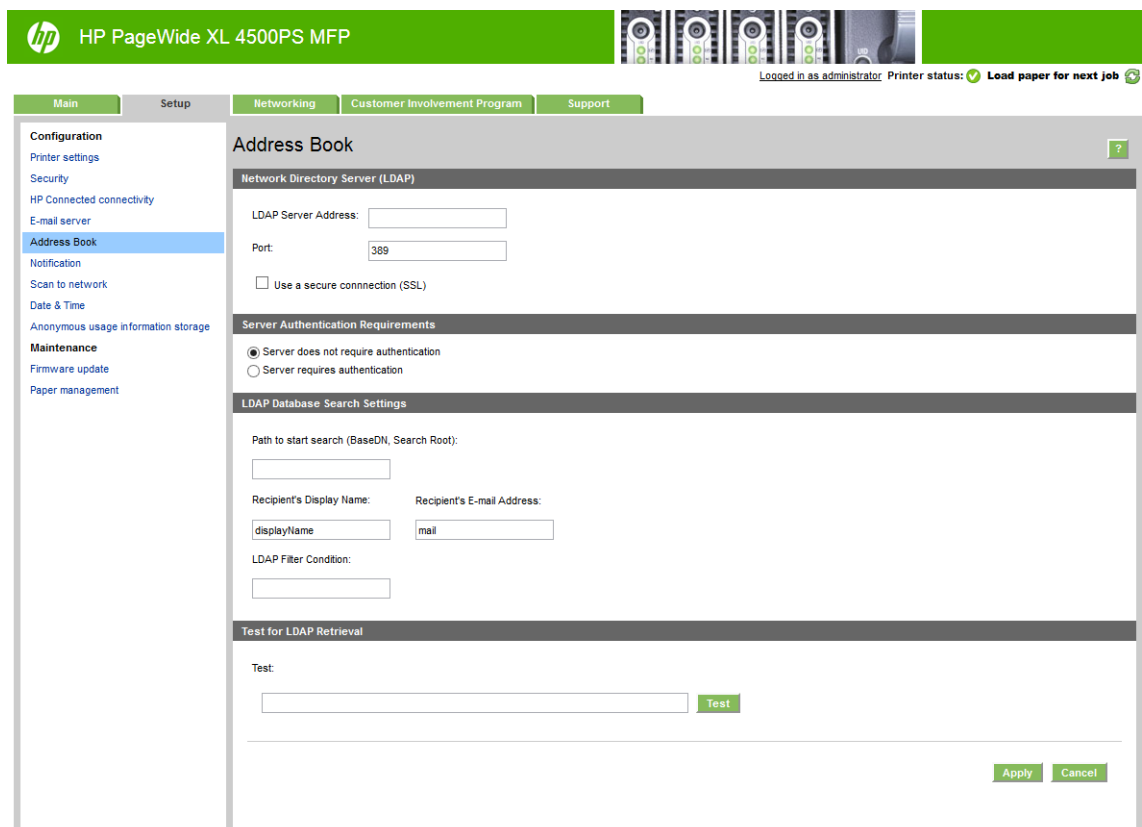 hp HP PageWide XL 4500PS MFP
UID
Logged in as administrator Printer status: Load paper for next job
Main Setup Networking Customer Involvement Program Support
Configuration
Printer settings
Security
HP Connected connectivity
E-mail server
Address Book
Notification
Scan to network
Date & Time
Anonymous usage information storage
Maintenance
Firmware update
Paper management
Address Book ?
Network Directory Server (LDAP)
LDAP Server Address:
Port: 389
Use a secure connnection (SSL)
Server Authentication Requirements
Server does not require authentication
Server requires authentication
LDAP Database Search Settings
Path to start search (BaseDN, Search Root):
Recipient's Display Name: Recipient's E-mail Address:
displayName mail
LDAP Filter Condition:
Test for LDAP Retrieval
Test:
Test
Apply Cancel